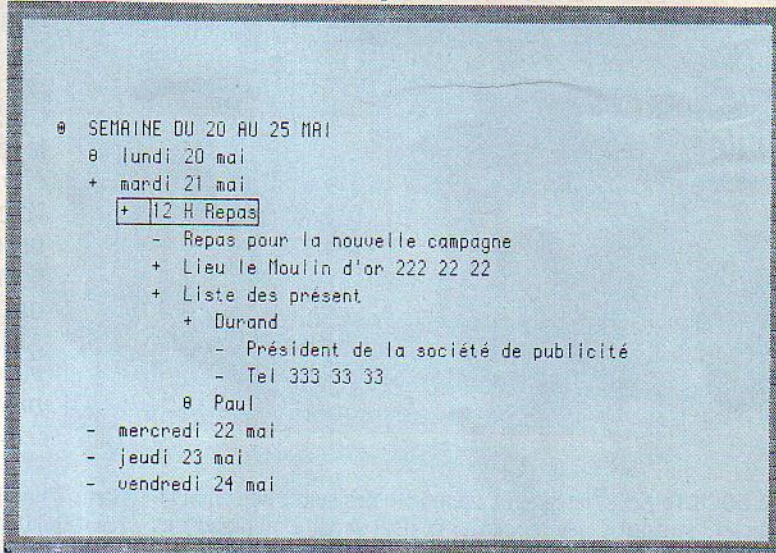 θ SEMAINE DU 20 AU 25 MAI
θ lundi 20 mai
+ mardi 21 mai
+ 12 H Repas
- Repas pour la nouvelle campagne
+ Lieu le Moulin d'or 222 22 22
+ Liste des présent
+ Durand
- Président de la société de publicité
- Tel 333 33 33
θ Paul
- mercredi 22 mai
- jeudi 23 mai
- vendredi 24 mai